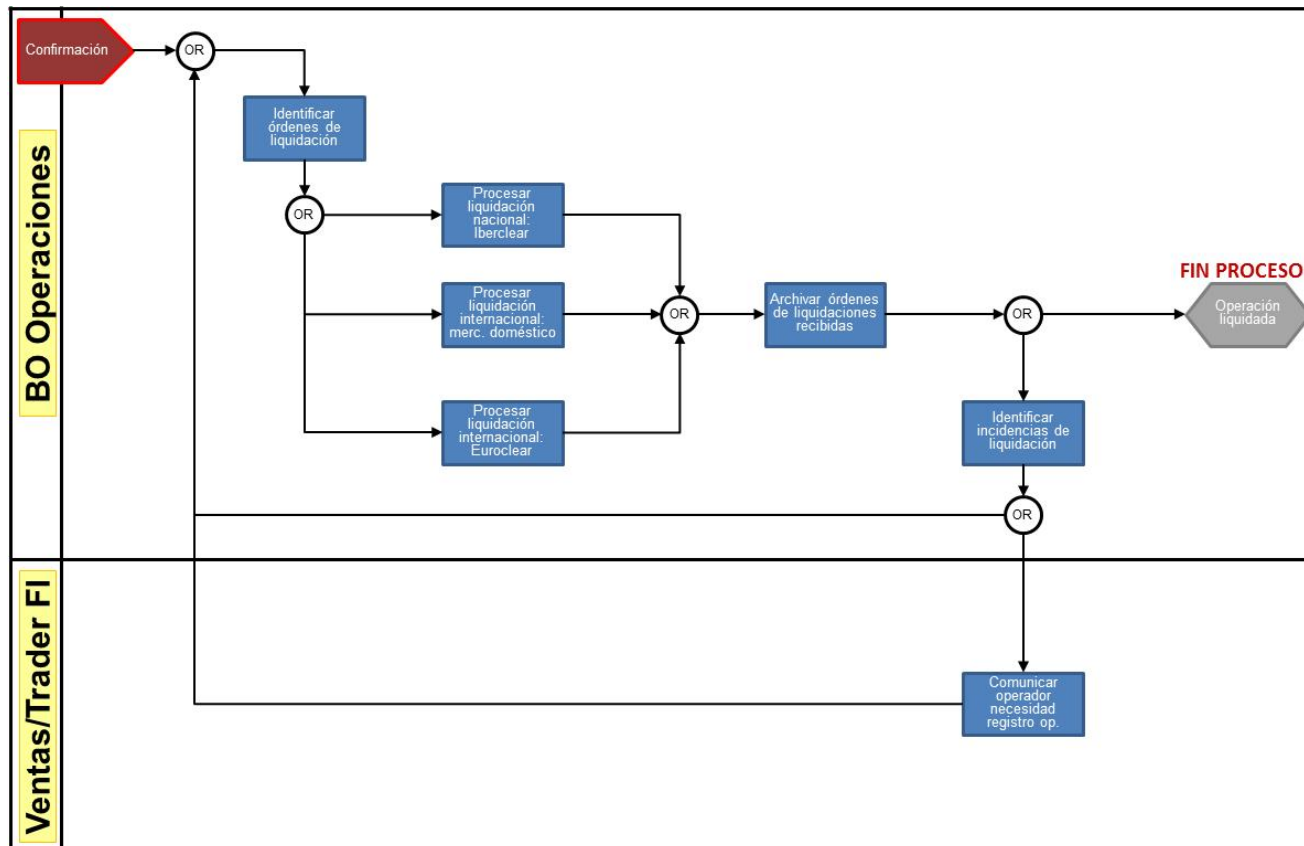 Confirmación
OR
BO Operaciones
Identificar
órdenes de
liquidación
OR
Procesar
liquidación
nacional:
Iberclear
Procesar
liquidación
internacional:
merc. doméstico
Procesar
liquidación
internacional:
Euroclear
OR
Archivar órdenes
de liquidaciones
recibidas
OR
FIN PROCESO
Operación
liquidada
Identificar
incidencias de
liquidación
OR
Ventas/Trader FI
Comunicar
operador
necesidad
registro op.